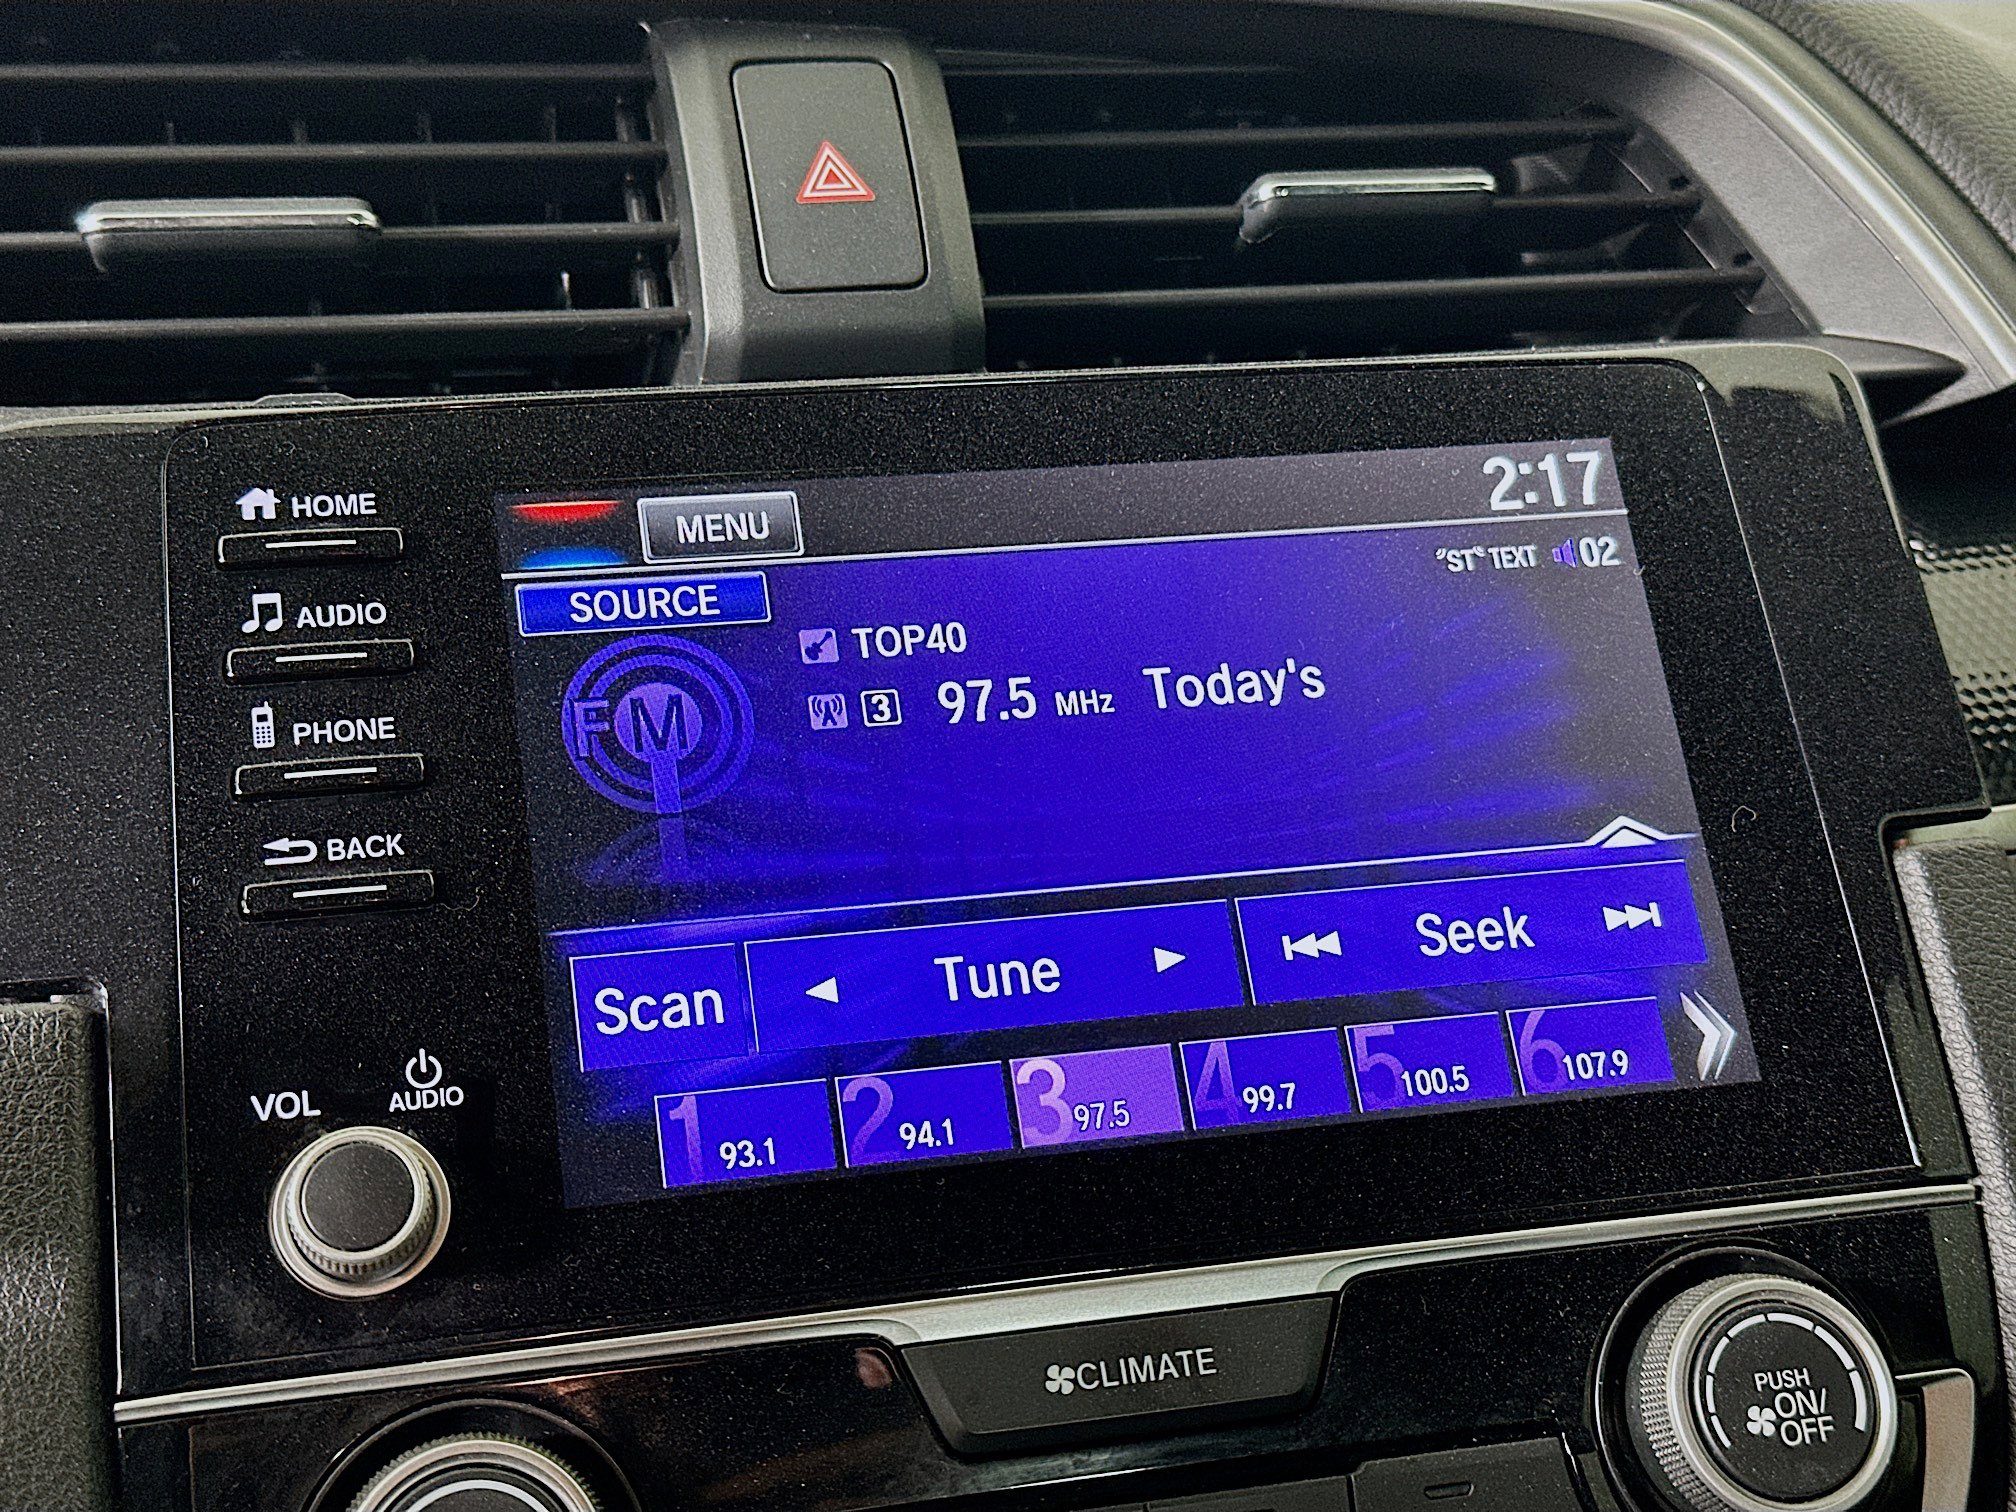 HOME
AUDIO
PHONE
BACK
VOL
AUDIO
MENU
2:17
"ST" TEXT 02
SOURCE
FM
TOP40
3 97.5 MHz Today's
Scan
Tune
Seek
1 93.1
2 94.1
3 97.5
4 99.7
5 100.5
6 107.9
CLIMATE
PUSH
ON/
OFF